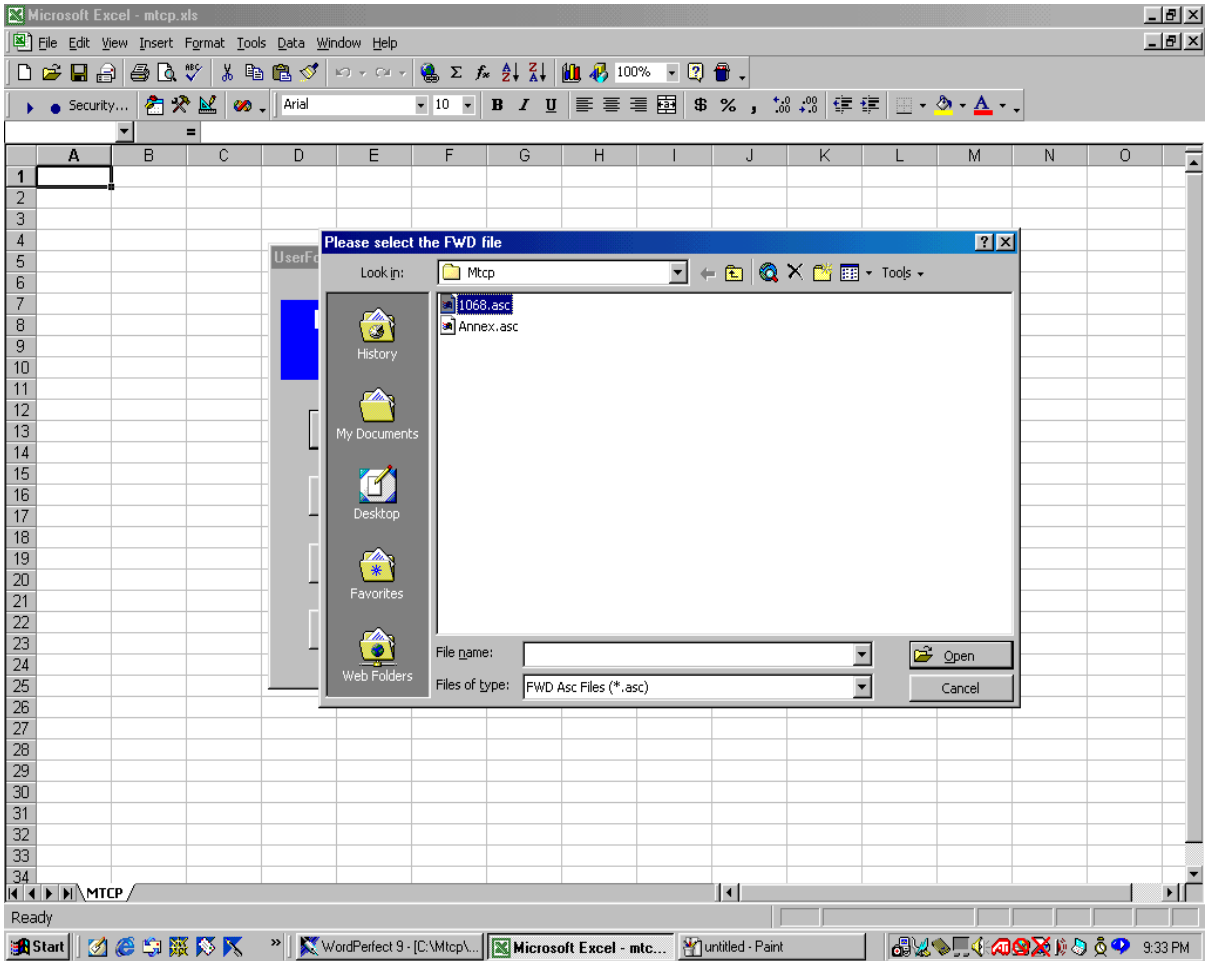 Microsoft Excel - mtcp.xls
File Edit View Insert Format Tools Data Window Help
ABC Σ fx A Z Z A 100% ?
Security... Arial 10 B I U $ % , .00 .00
=
A B C D E F G H I J K L M N O
1
2
3
4
5
6
7
8
9
10
11
12
13
14
15
16
17
18
19
20
21
22
23
24
25
26
27
28
29
30
31
32
33
34
UserFo
Please select the FWD file
Look in: Mtcp Tools
1068.asc
Annex.asc
History
My Documents
Desktop
Favorites
Web Folders
File name: Open
Files of type: FWD Asc Files (*.asc) Cancel
MTCP
Ready
Start » WordPerfect 9 - [C:\Mtcp\... Microsoft Excel - mtc... untitled - Paint 9:33 PM